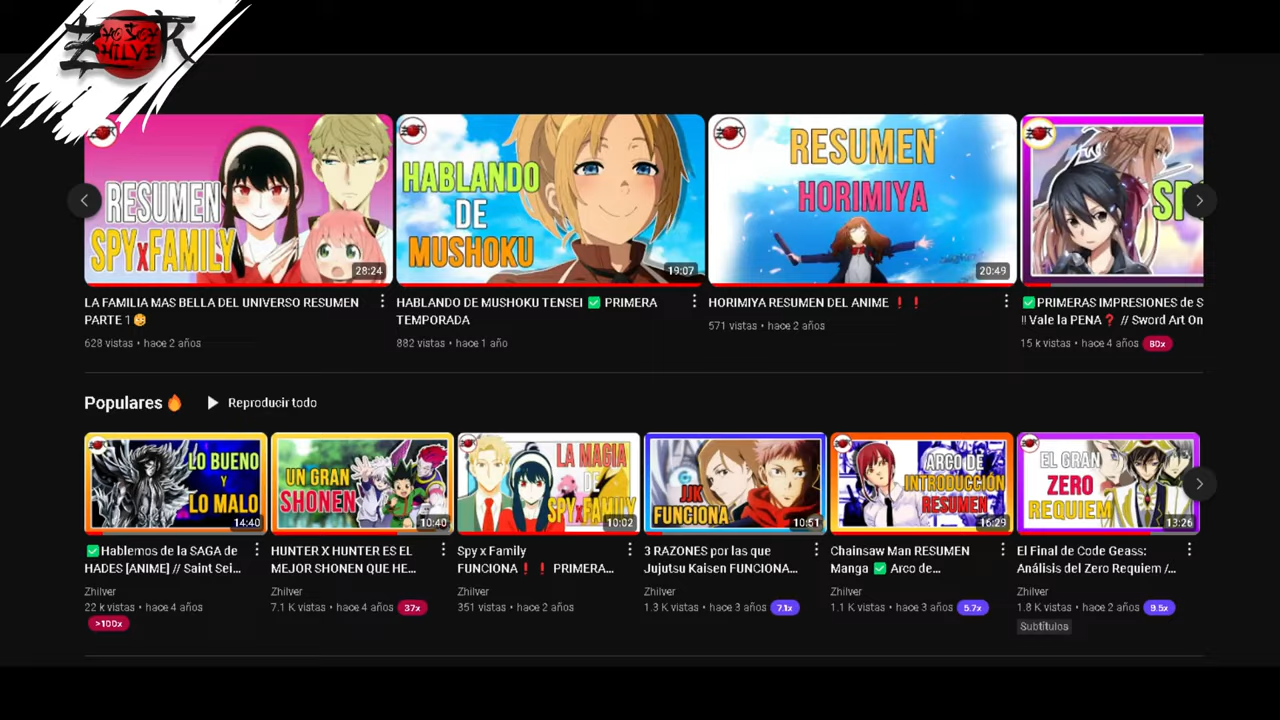 YO SOY
ZHILVER
RESUMEN
SPYxFAMILY
28:24
HABLANDO
DE
MUSHOKU
19:07
RESUMEN
HORIMIYA
20:49
LA FAMILIA MAS BELLA DEL UNIVERSO RESUMEN
PARTE 1
628 vistas • hace 2 años
HABLANDO DE MUSHOKU TENSEI ✅ PRIMERA
TEMPORADA
882 vistas • hace 1 año
HORIMIYA RESUMEN DEL ANIME ❗❗
571 vistas • hace 2 años
✅PRIMERAS IMPRESIONES de S
‼ Vale la PENA❓ // Sword Art On
15 k vistas • hace 4 años 80x
Populares 🔥 Reproducir todo
LO BUENO
Y
LO MALO
14:40
UN GRAN
SHONEN
10:40
LA MAGIA
DE
SPYxFAMILY
10:02
JJK
FUNCIONA
10:51
ARCO DE
INTRODUCCIÓN
RESUMEN
16:29
EL GRAN
ZERO
REQUIEM
13:26
✅Hablemos de la SAGA de
HADES [ANIME] // Saint Sei...
Zhilver
22 k vistas • hace 4 años
>100x
HUNTER X HUNTER ES EL
MEJOR SHONEN QUE HE...
Zhilver
7.1 K vistas • hace 4 años 37x
Spy x Family
FUNCIONA❗❗ PRIMERA...
Zhilver
351 vistas • hace 2 años
3 RAZONES por las que
Jujutsu Kaisen FUNCIONA...
Zhilver
1.3 K vistas • hace 3 años 7.1x
Chainsaw Man RESUMEN
Manga ✅ Arco de...
Zhilver
1.1 K vistas • hace 3 años 5.7x
El Final de Code Geass:
Análisis del Zero Requiem /...
Zhilver
1.8 K vistas • hace 2 años 9.5x
Subtítulos